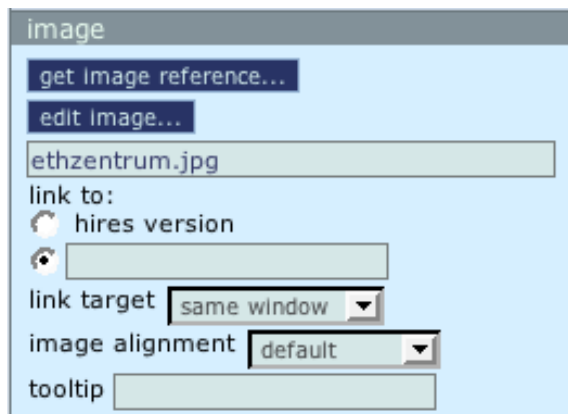 image
get image reference...
edit image...
ethzentrum.jpg
link to:
hires version
link target same window
image alignment default
tooltip